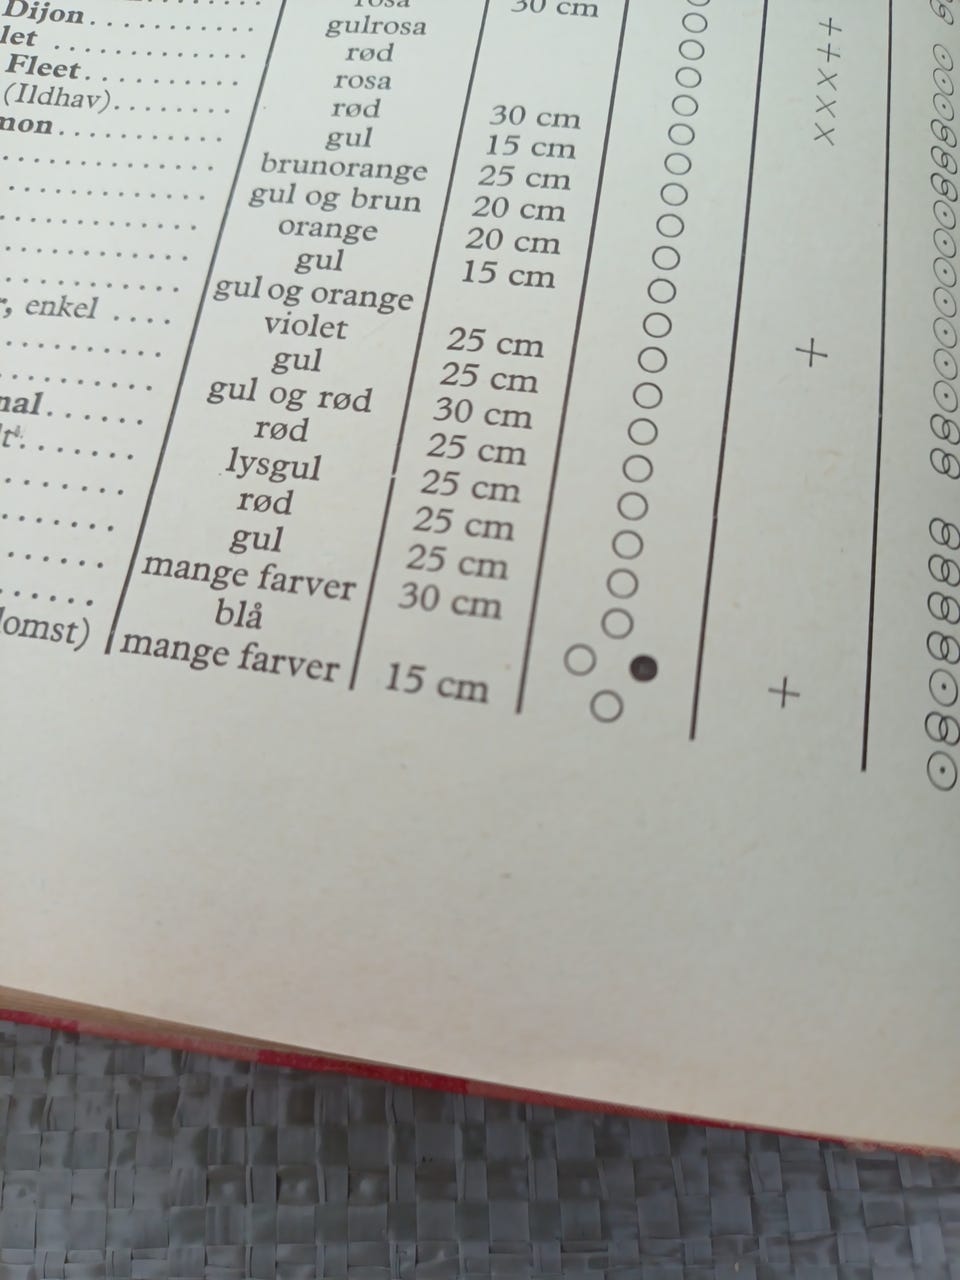 rosa 30 cm +
Dijon ........ gulrosa +
let ........ rød ×
Fleet ........ rosa ×
(Ildhav) ........ rød 30 cm ×
mon ........ gul 15 cm
........ brunorange 25 cm
........ gul og brun 20 cm
........ orange 20 cm
........ gul 15 cm
........ gul og orange +
, enkel .... violet 25 cm
........ gul 25 cm
........ gul og rød 30 cm
nal ...... rød 25 cm
........ lysgul 25 cm
....... rød 25 cm
...... gul 25 cm
...... mange farver 30 cm
...... blå +
lomst) mange farver 15 cm